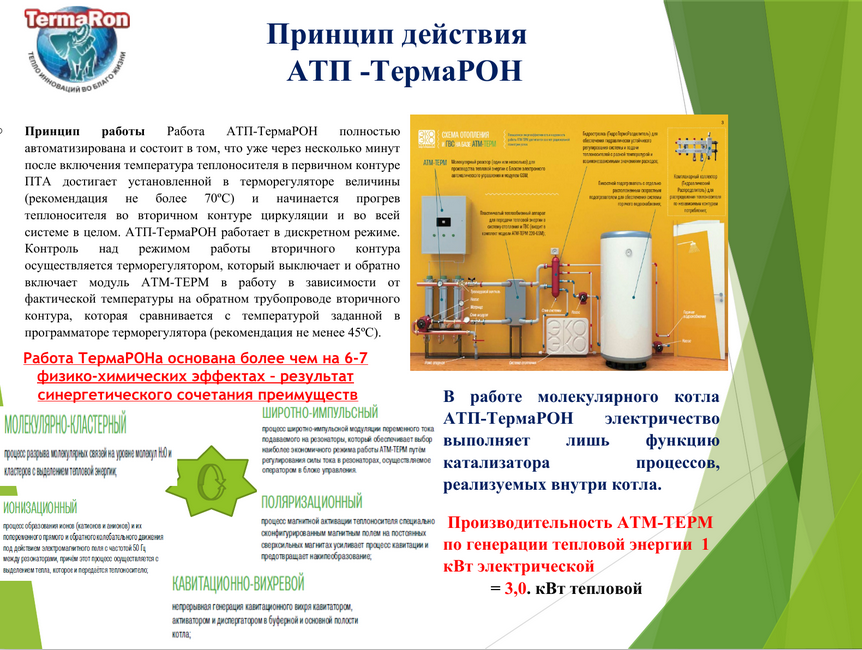 TermaRon
ТЕПЛО ИННОВАЦИЙ ВО БЛАГО ЖИЗНИ
Принцип действия
АТП -ТермаРОН
Принцип работы Работа АТП-ТермаРОН полностью
автоматизирована и состоит в том, что уже через несколько минут
после включения температура теплоносителя в первичном контуре
ПТА достигает установленной в терморегуляторе величины
(рекомендация не более 70ºС) и начинается прогрев
теплоносителя во вторичном контуре циркуляции и во всей
системе в целом. АТП-ТермаРОН работает в дискретном режиме.
Контроль над режимом работы вторичного контура
осуществляется терморегулятором, который выключает и обратно
включает модуль АТМ-ТЕРМ в работу в зависимости от
фактической температуры на обратном трубопроводе вторичного
контура, которая сравнивается с температурой заданной в
программаторе терморегулятора (рекомендация не менее 45ºС).
Работа ТермаРОНа основана более чем на 6-7
физико-химических эффектах – результат
синергетического сочетания преимуществ
МОЛЕКУЛЯРНО-КЛАСТЕРНЫЙ
процесс разрыва молекулярных связей на уровне молекул H₂O и
кластеров с выделением тепловой энергии;
ИОНИЗАЦИОННЫЙ
процесс образования ионов (катионов и анионов) и их
попеременного прямого и обратного колебательного движения
под действием электромагнитного поля с частотой 50 Гц
между резонаторами, причём этот процесс осуществляется с
выделением тепла, которое и передаётся теплоносителю;
ШИРОТНО-ИМПУЛЬСНЫЙ
процесс широтно-импульсной модуляции переменного тока
подаваемого на резонаторы, который обеспечивает выбор
наиболее экономичного режима работы АТМ-ТЕРМ путём
регулирования силы тока в резонаторах, осуществляемое
оператором в блоке управления.
ПОЛЯРИЗАЦИОННЫЙ
процесс магнитной активации теплоносителя специально
сконфигурированным магнитным полем на постоянных
сверхсильных магнитах усиливает процесс кавитации и
предотвращает накипеобразование;
КАВИТАЦИОННО-ВИХРЕВОЙ
непрерывная генерация кавитационного вихря кавитатором,
активатором и диспергатором в буферной и основной полости
котла;
СХЕМА ОТОПЛЕНИЯ
И ГВС НА БАЗЕ АТМ-ТЕРМ
АТМ-ТЕРМ
В работе молекулярного котла
АТП-ТермаРОН электричество
выполняет лишь функцию
катализатора процессов,
реализуемых внутри котла.
Производительность АТМ-ТЕРМ
по генерации тепловой энергии 1
кВт электрической
= 3,0. кВт тепловой